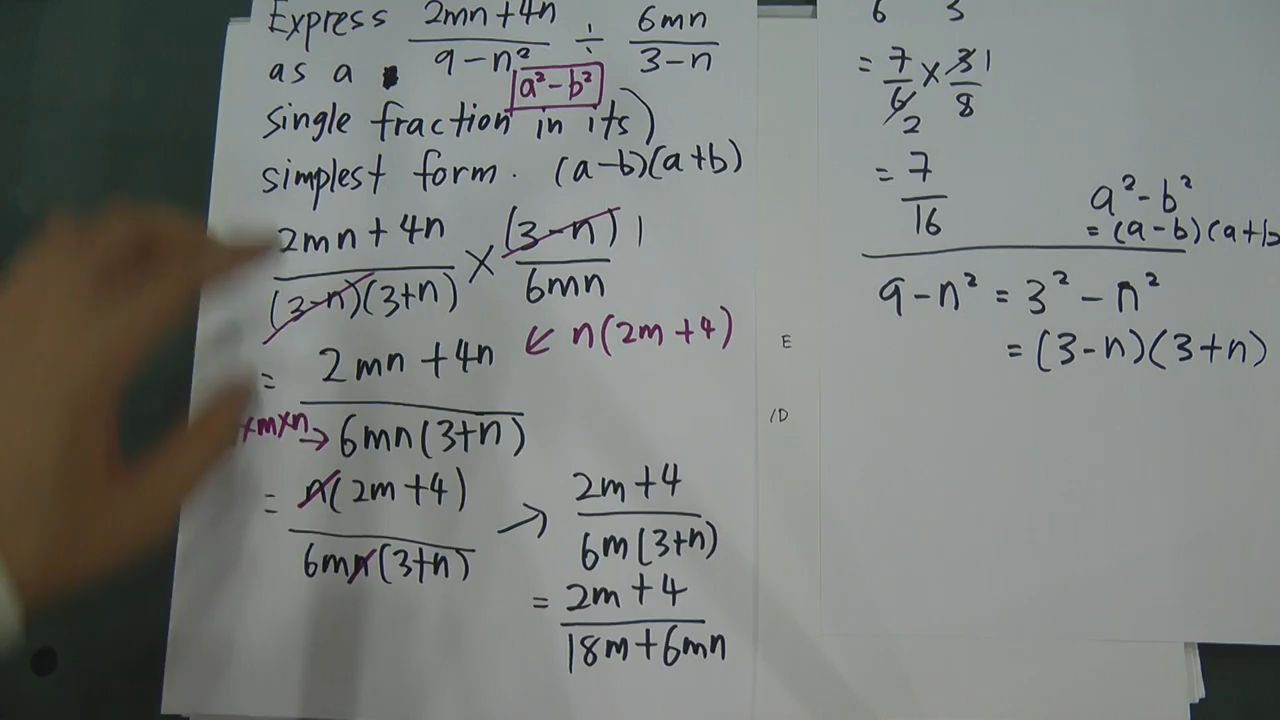 Express (2mn+4n)/(9-n²) ÷ (6mn)/(3-n)
as a
a²-b²
single fraction in its)
simplest form. (a-b)(a+b)
(2mn+4n)/((3-n)(3+n)) × (3-n)/(6mn) 1
← n(2m+4)
= (2mn+4n)/(6mn(3+n))
×m×n →
= (n(2m+4))/(6mn(3+n)) → (2m+4)/(6m(3+n))
= (2m+4)/(18m+6mn)
6 3
= 7/6 × 3/8
1
2
= 7/16
a²-b²
=(a-b)(a+b
9-n² = 3²-n²
= (3-n)(3+n)
E
1D